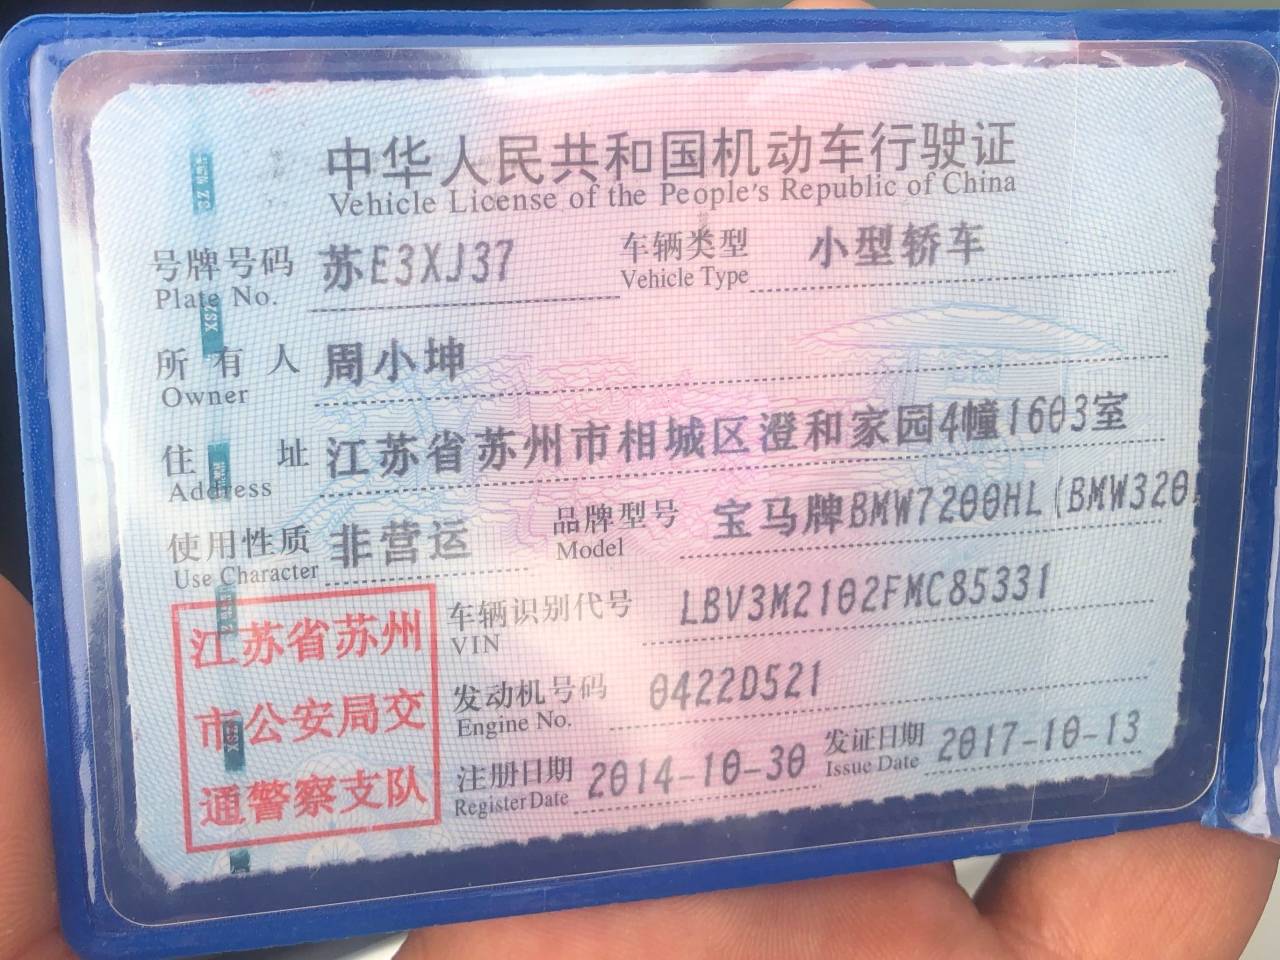 中华人民共和国机动车行驶证
Vehicle License of the People's Republic of China
号牌号码 苏E3XJ37 车辆类型 小型轿车
Plate No. Vehicle Type
所有人 周小坤
Owner
住址 江苏省苏州市相城区澄和家园4幢1603室
Address
使用性质 非营运 品牌型号 宝马牌BMW7200HL(BMW320
Use Character Model
江苏省苏州
市公安局交
通警察支队
车辆识别代号 LBV3M2102FMC85331
VIN
发动机号码 0422D521
Engine No.
注册日期 2014-10-30 发证日期 2017-10-13
Register Date Issue Date